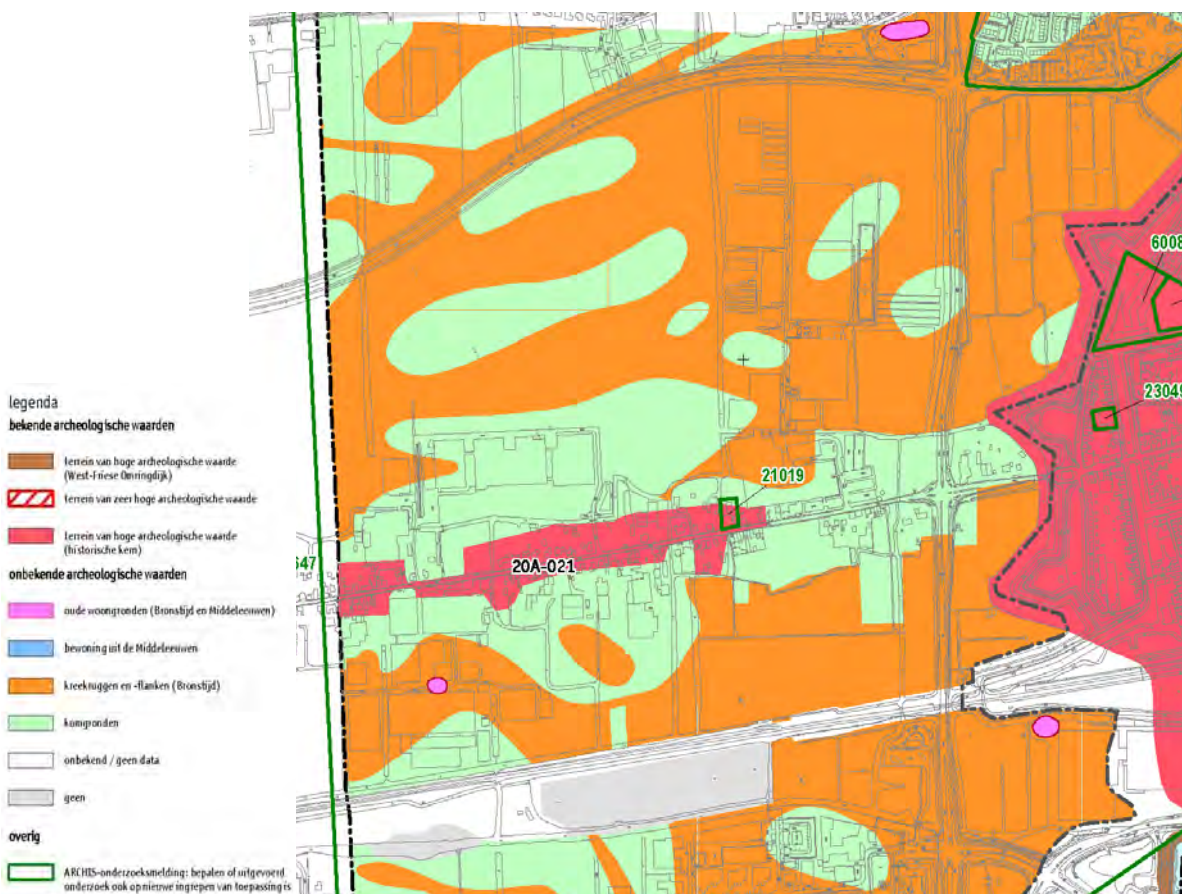 legenda
bekende archeologische waarden
terrein van hoge archeologische waarde
(West-Friese Omringdijk)
terrein van zeer hoge archeologische waarde
terrein van hoge archeologische waarde
(historische kern)
onbekende archeologische waarden
oude woongronden (Bronstijd en Middeleeuwen)
bewoning uit de Middeleeuwen
kreekruggen en -flanken (Bronstijd)
komgronden
onbekend / geen data
geen
overig
ARCHIS-onderzoeksmelding: bepalen of uitgevoerd
onderzoek ook op nieuwe ingrepen van toepassing is
6008
23049
21019
20A-021
647